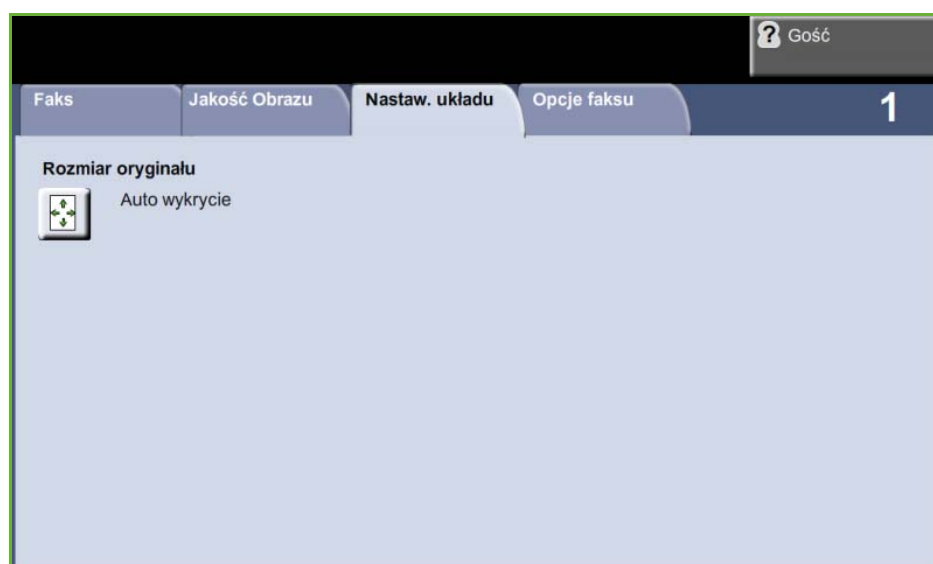 Gość
Faks
Jakość Obrazu
Nastaw. układu
Opcje faksu
1
Rozmiar oryginału
Auto wykrycie